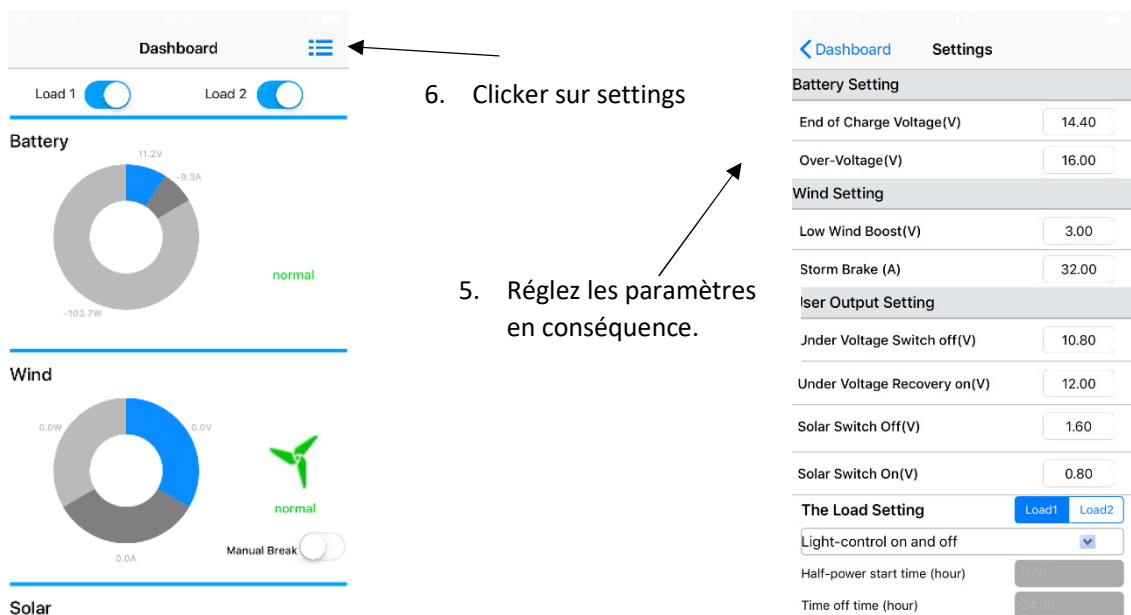 Dashboard
Load 1
Load 2
Battery
11.2V
-9.3A
normal
-103.7W
Wind
0.0W
0.0V
normal
Manual Break
0.0A
Solar
6. Clicker sur settings
5. Réglez les paramètres
en conséquence.
Dashboard Settings
Battery Setting
End of Charge Voltage(V) 14.40
Over-Voltage(V) 16.00
Wind Setting
Low Wind Boost(V) 3.00
Storm Brake (A) 32.00
User Output Setting
Under Voltage Switch off(V) 10.80
Under Voltage Recovery on(V) 12.00
Solar Switch Off(V) 1.60
Solar Switch On(V) 0.80
The Load Setting Load1 Load2
Light-control on and off
Half-power start time (hour) 0.00
Time off time (hour) 24.00